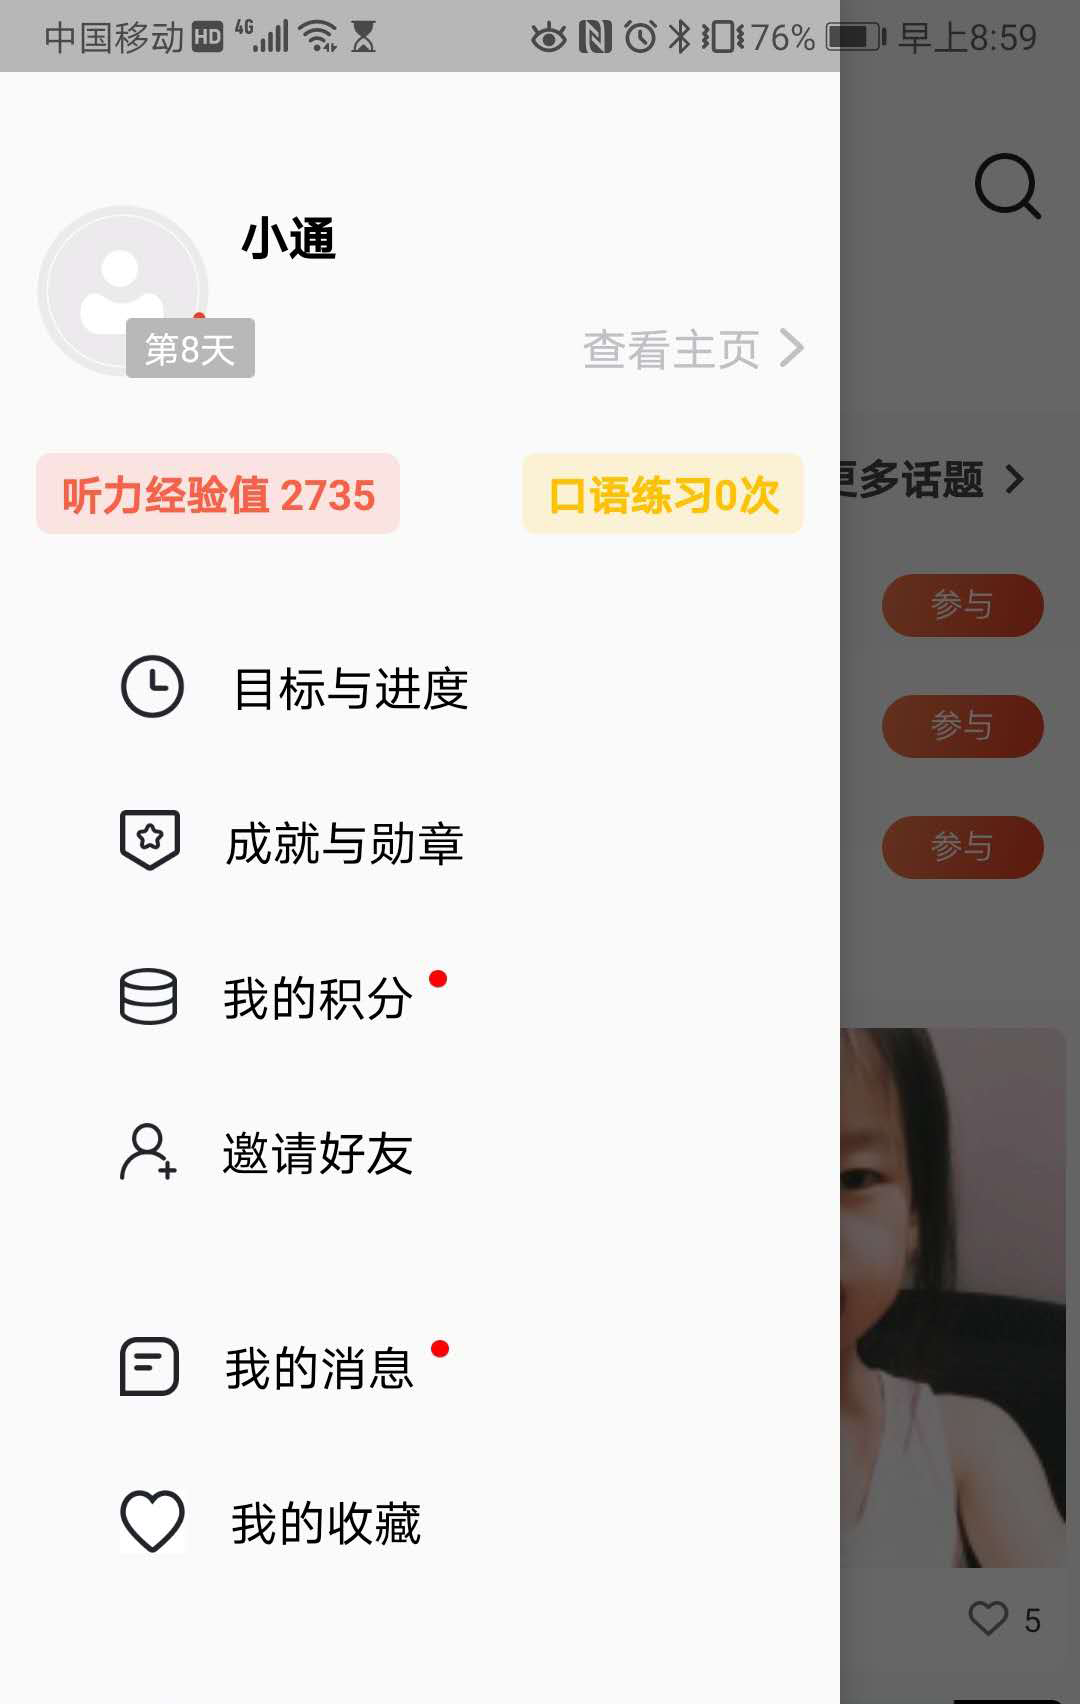 中国移动 HD 4G 76% 早上8:59
小通
第8天
查看主页
听力经验值 2735
口语练习0次
更多话题
参与
目标与进度
参与
成就与勋章
参与
我的积分
邀请好友
我的消息
我的收藏
5